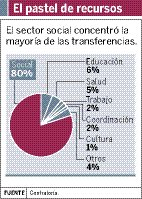 El pastel de recursos
El sector social concentró la
mayoría de las transferencias.
Social
80%
Educación
6%
Salud
5%
Trabajo
2%
Coordinación
2%
Cultura
1%
Otros
4%
FUENTE Contraloría.